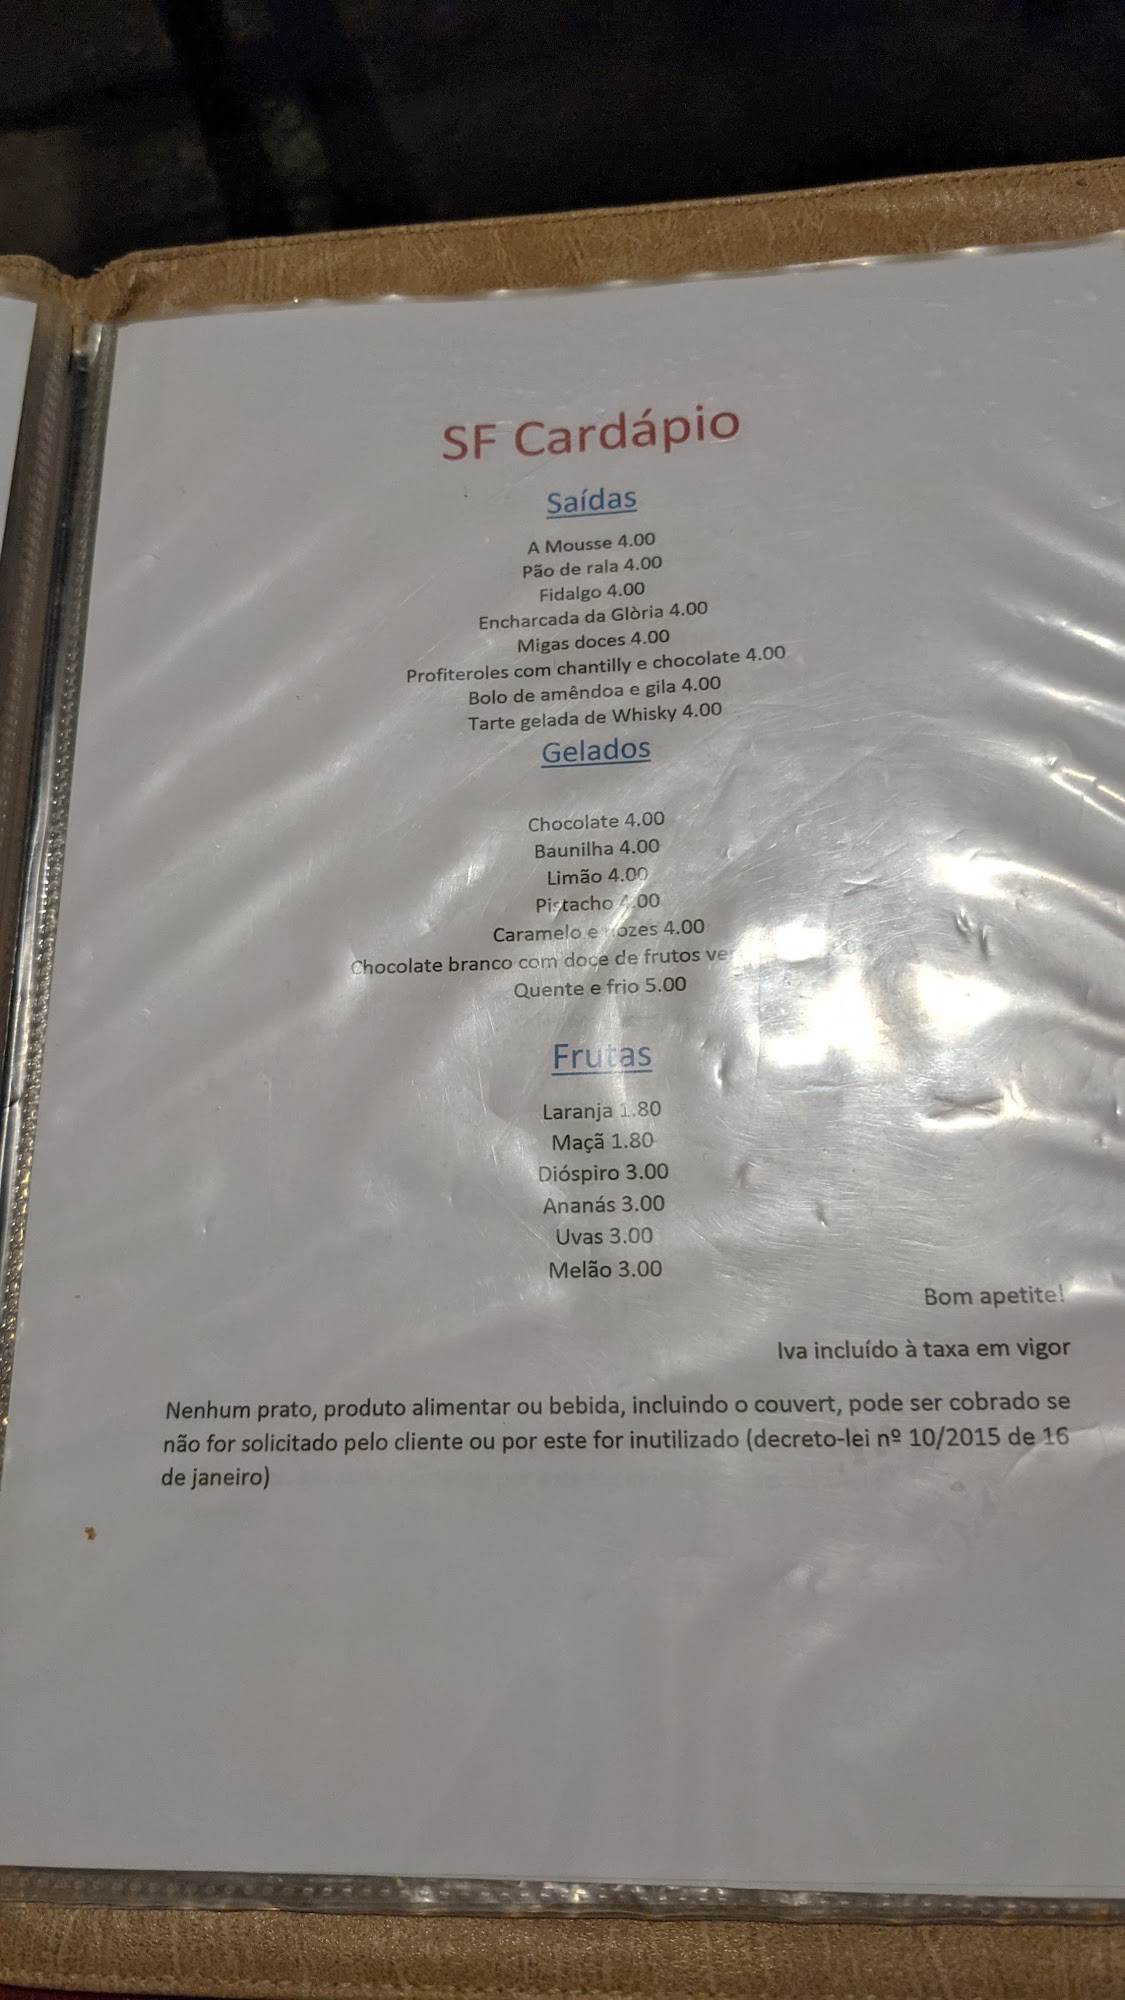 SF Cardápio
Saídas
A Mousse 4.00
Pão de rala 4.00
Fidalgo 4.00
Encharcada da Glòria 4.00
Migas doces 4.00
Profiteroles com chantilly e chocolate 4.00
Bolo de amêndoa e gila 4.00
Tarte gelada de Whisky 4.00
Gelados
Chocolate 4.00
Baunilha 4.00
Limão 4.00
Pistacho 4.00
Caramelo e nozes 4.00
Chocolate branco com doce de frutos
Quente e frio 5.00
Frutas
Laranja 1.80
Maçã 1.80
Dióspiro 3.00
Ananás 3.00
Uvas 3.00
Melão 3.00
Bom apetite!
Iva incluído à taxa em vigor
Nenhum prato, produto alimentar ou bebida, incluindo o couvert, pode ser cobrado se
não for solicitado pelo cliente ou por este for inutilizado (decreto-lei nº 10/2015 de 16
de janeiro)